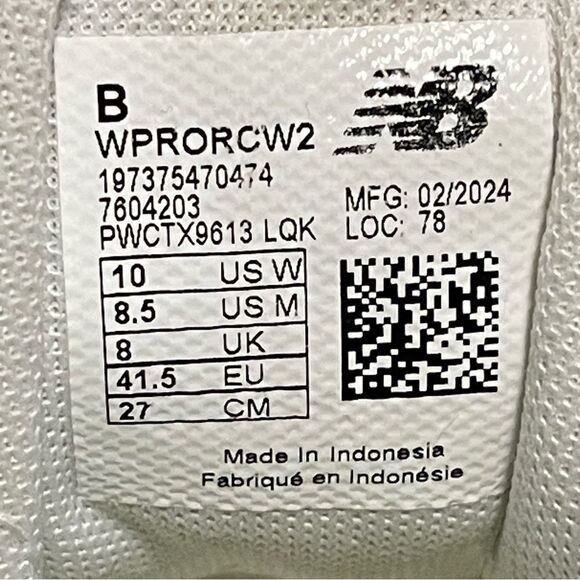 B
WPRORCW2
197375470474
7604203
PWCTX9613 LQK
MFG: 02/2024
LOC: 78
10 US W
8.5 US M
8 UK
41.5 EU
27 CM
Made In Indonesia
Fabriqué en Indonésie
NB